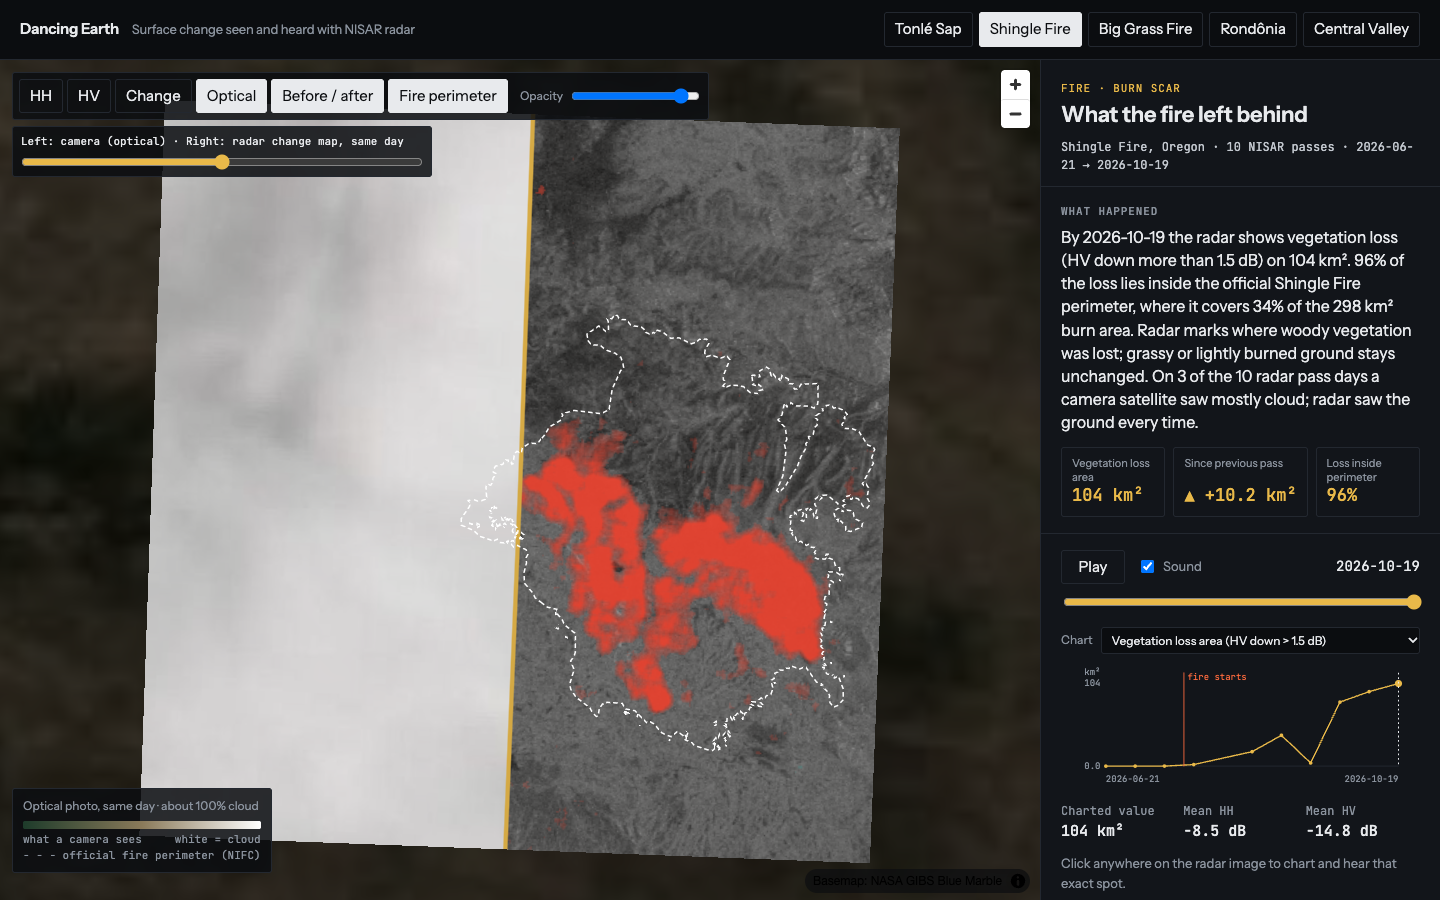 Dancing Earth
Surface change seen and heard with NISAR radar
Tonlé Sap
Shingle Fire
Big Grass Fire
Rondônia
Central Valley
HH
HV
Change
Optical
Before / after
Fire perimeter
Opacity
Left: camera (optical) · Right: radar change map, same day
+
−
Optical photo, same day · about 100% cloud
what a camera sees
white = cloud
- - - official fire perimeter (NIFC)
Basemap: NASA GIBS Blue Marble
FIRE · BURN SCAR
What the fire left behind
Shingle Fire, Oregon · 10 NISAR passes · 2026-06-
21 → 2026-10-19
WHAT HAPPENED
By 2026-10-19 the radar shows vegetation loss
(HV down more than 1.5 dB) on 104 km². 96% of
the loss lies inside the official Shingle Fire
perimeter, where it covers 34% of the 298 km²
burn area. Radar marks where woody vegetation
was lost; grassy or lightly burned ground stays
unchanged. On 3 of the 10 radar pass days a
camera satellite saw mostly cloud; radar saw the
ground every time.
Vegetation loss
area
104 km²
Since previous pass
▲ +10.2 km²
Loss inside
perimeter
96%
Play
Sound
2026-10-19
Chart
Vegetation loss area (HV down > 1.5 dB)
km²
104
fire starts
0.0
2026-06-21
2026-10-19
Charted value
104 km²
Mean HH
-8.5 dB
Mean HV
-14.8 dB
Click anywhere on the radar image to chart and hear that
exact spot.